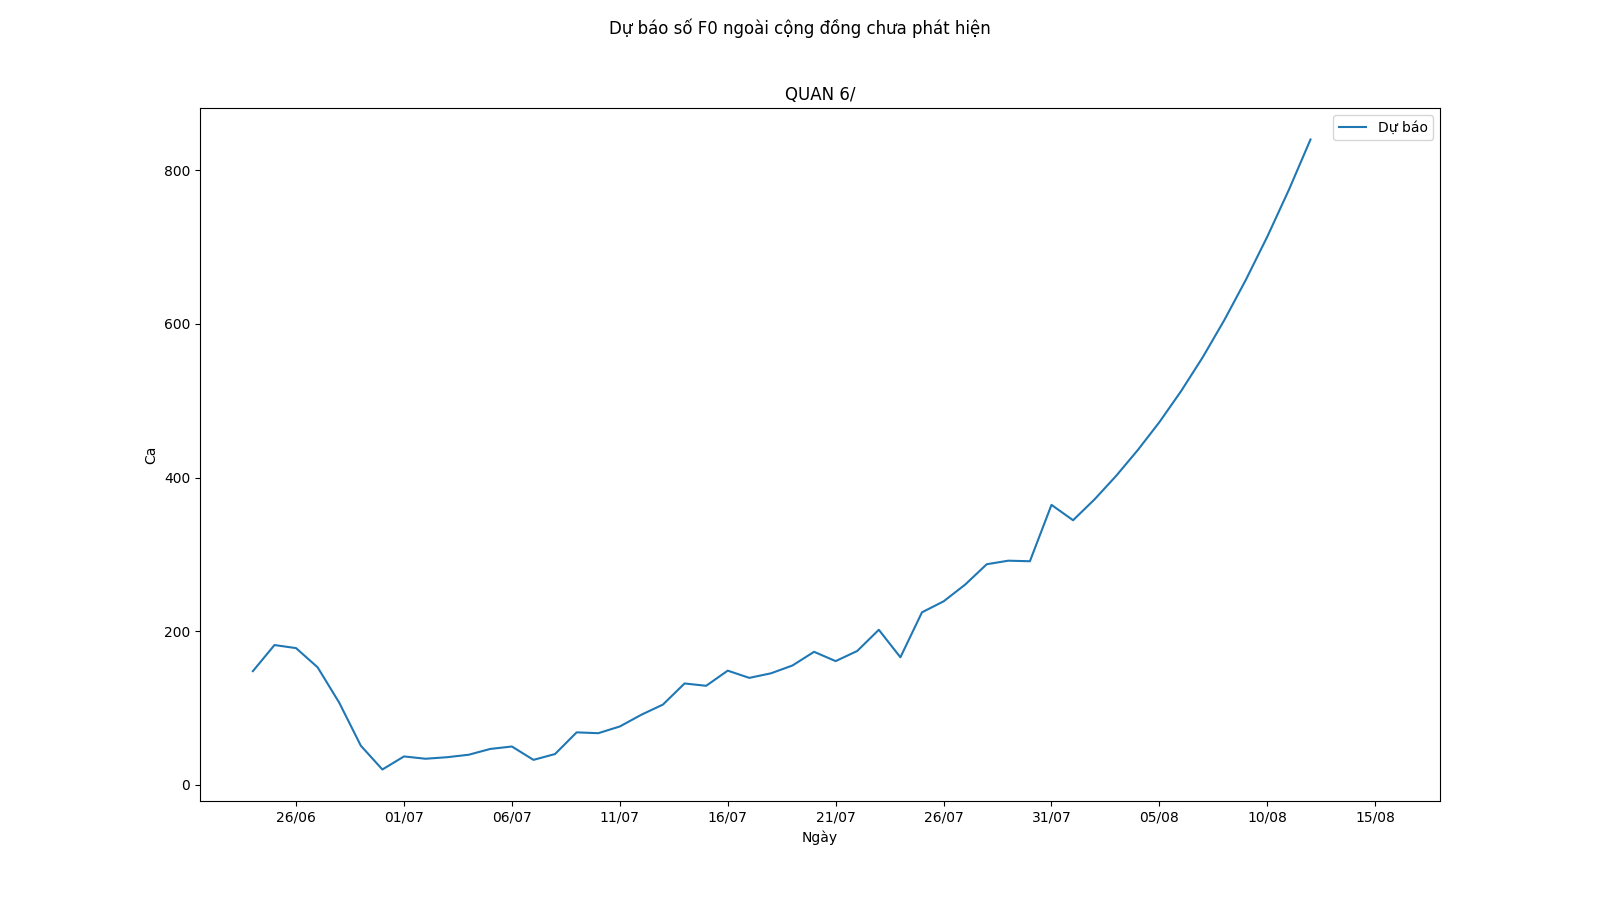 Dự báo số F0 ngoài cộng đồng chưa phát hiện
QUAN 6/
Dự báo
800
600
400
200
0
Ca
26/06 01/07 06/07 11/07 16/07 21/07 26/07 31/07 05/08 10/08 15/08
Ngày